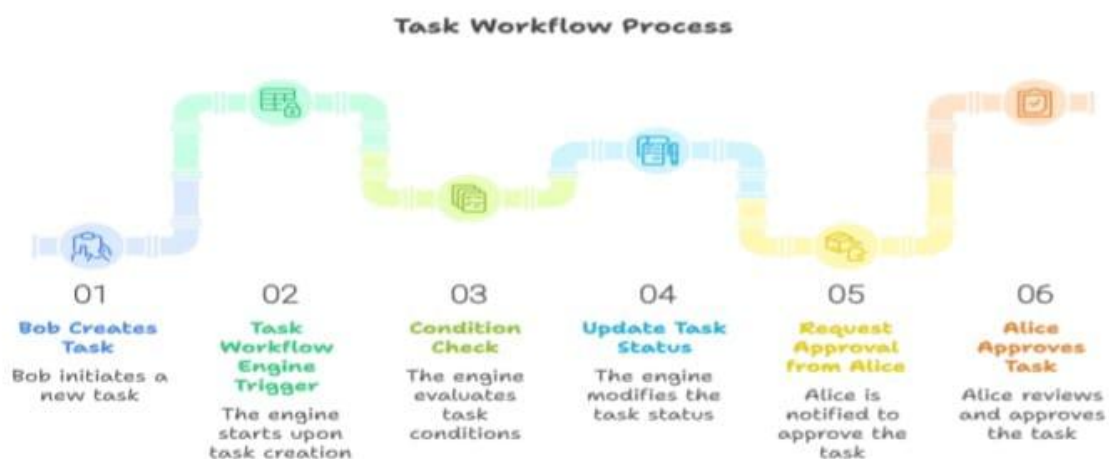 Task Workflow Process
01
Bob Creates
Task
Bob initiates a
new task
02
Task
Workflow
Engine
Trigger
The engine
starts upon
task creation
03
Condition
Check
The engine
evaluates
task
conditions
04
Update Task
Status
The engine
modifies the
task status
05
Request
Approval
from Alice
Alice is
notified to
approve the
task
06
Alice
Approves
Task
Alice reviews
and approves
the task